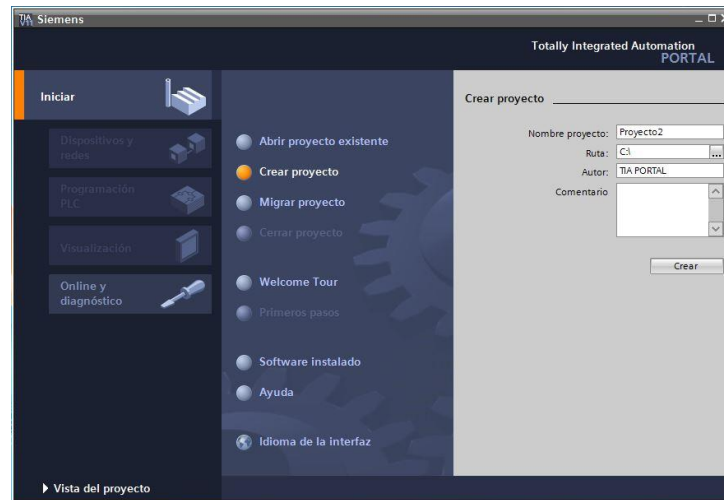 Siemens
Totally Integrated Automation
PORTAL
Iniciar
Dispositivos y
redes
Programación
PLC
Visualización
Online y
diagnóstico
Abrir proyecto existente
Crear proyecto
Migrar proyecto
Cerrar proyecto
Welcome Tour
Primeros pasos
Software instalado
Ayuda
Idioma de la interfaz
Crear proyecto
Nombre proyecto: Proyecto2
Ruta: C:\ ...
Autor: TIA PORTAL
Comentario
Crear
Vista del proyecto